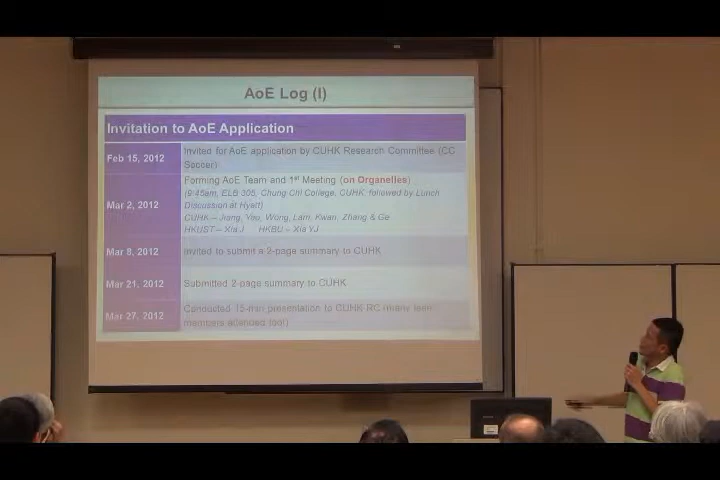 AoE Log (I)
Invitation to AoE Application
Feb 15, 2012
Invited for AoE application by CUHK Research Committee (CC
Soccer)
Mar 2, 2012
Forming AoE Team and 1st Meeting (on Organelles)
(9:45am, ELB 305, Chung Chi College, CUHK; followed by Lunch
Discussion at Hyatt)
CUHK – Jiang, You, Wong, Lam, Kwan, Zhang & Ge
HKUST – Xia J HKBU – Xia YJ
Mar 8, 2012
Invited to submit a 2-page summary to CUHK
Mar 21, 2012
Submitted 2-page summary to CUHK
Mar 27, 2012
Conducted 15-min presentation to CUHK RC (many team
members attended too!)